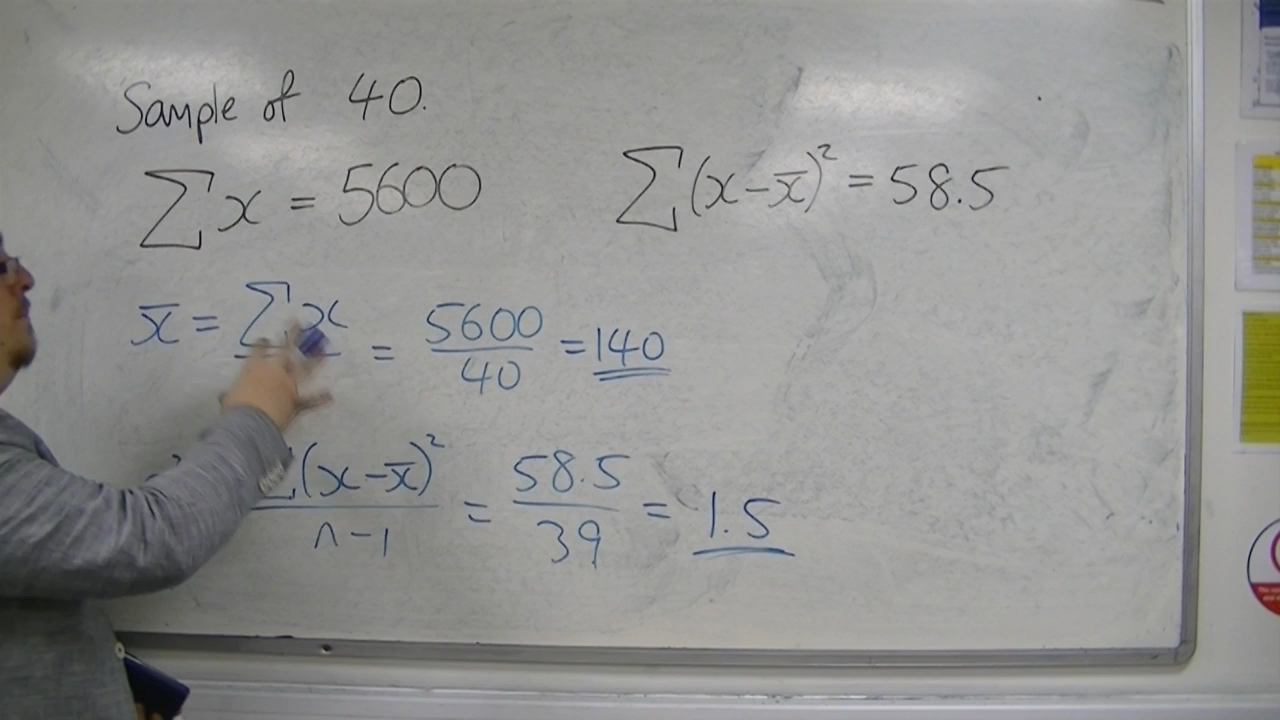 Sample of 40.
∑x = 5600
∑(x-x̄)² = 58.5
x̄ = ∑x = 5600/40 = 140
(x-x̄)²/n-1 = 58.5/39 = 1.5